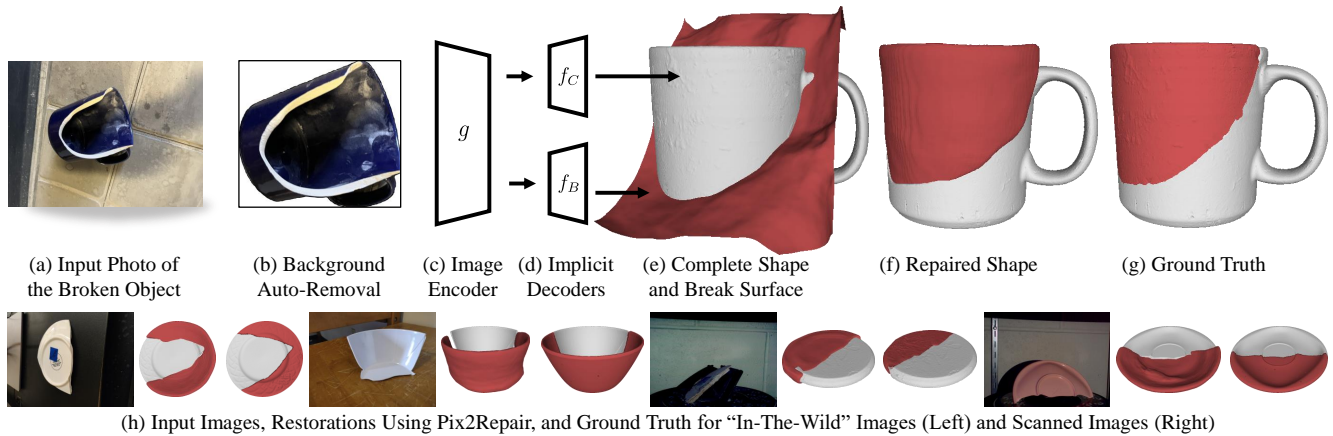 g
f_C
f_B
(a) Input Photo of
the Broken Object
(b) Background
Auto-Removal
(c) Image
Encoder
(d) Implicit
Decoders
(e) Complete Shape
and Break Surface
(f) Repaired Shape
(g) Ground Truth
(h) Input Images, Restorations Using Pix2Repair, and Ground Truth for “In-The-Wild” Images (Left) and Scanned Images (Right)